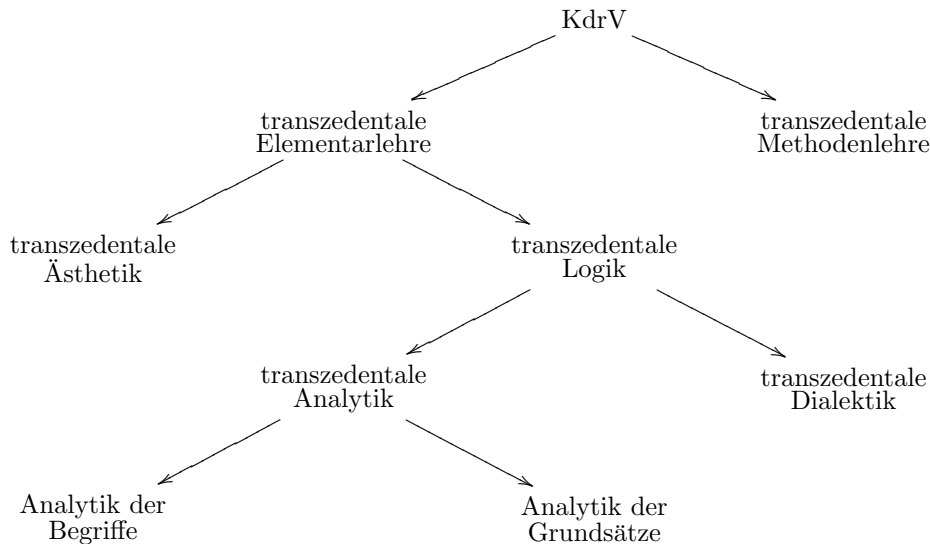 KdrV
transzedentale
Elementarlehre
transzedentale
Methodenlehre
transzedentale
Ästhetik
transzedentale
Logik
transzedentale
Analytik
transzedentale
Dialektik
Analytik der
Begriffe
Analytik der
Grundsätze